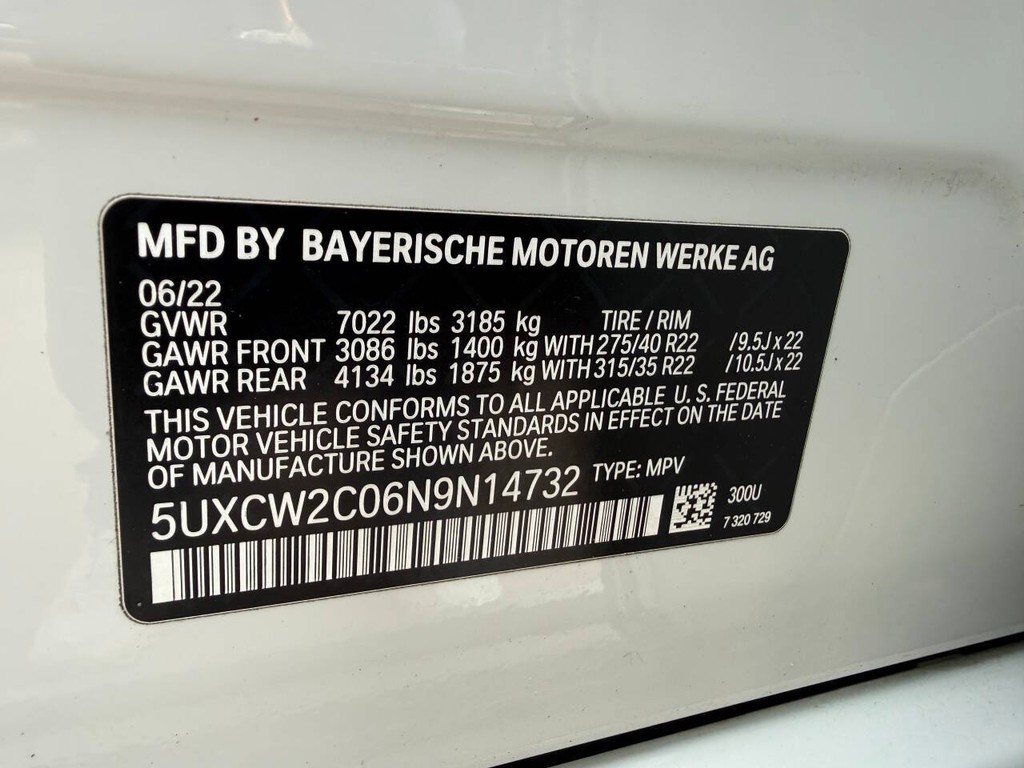 MFD BY BAYERISCHE MOTOREN WERKE AG
06/22
GVWR 7022 lbs 3185 kg TIRE / RIM
GAWR FRONT 3086 lbs 1400 kg WITH 275/40 R22 / 9.5J x 22
GAWR REAR 4134 lbs 1875 kg WITH 315/35 R22 / 10.5J x 22
THIS VEHICLE CONFORMS TO ALL APPLICABLE U. S. FEDERAL
MOTOR VEHICLE SAFETY STANDARDS IN EFFECT ON THE DATE
OF MANUFACTURE SHOWN ABOVE.
5UXCW2C06N9N14732 TYPE: MPV
300U
7 320 729